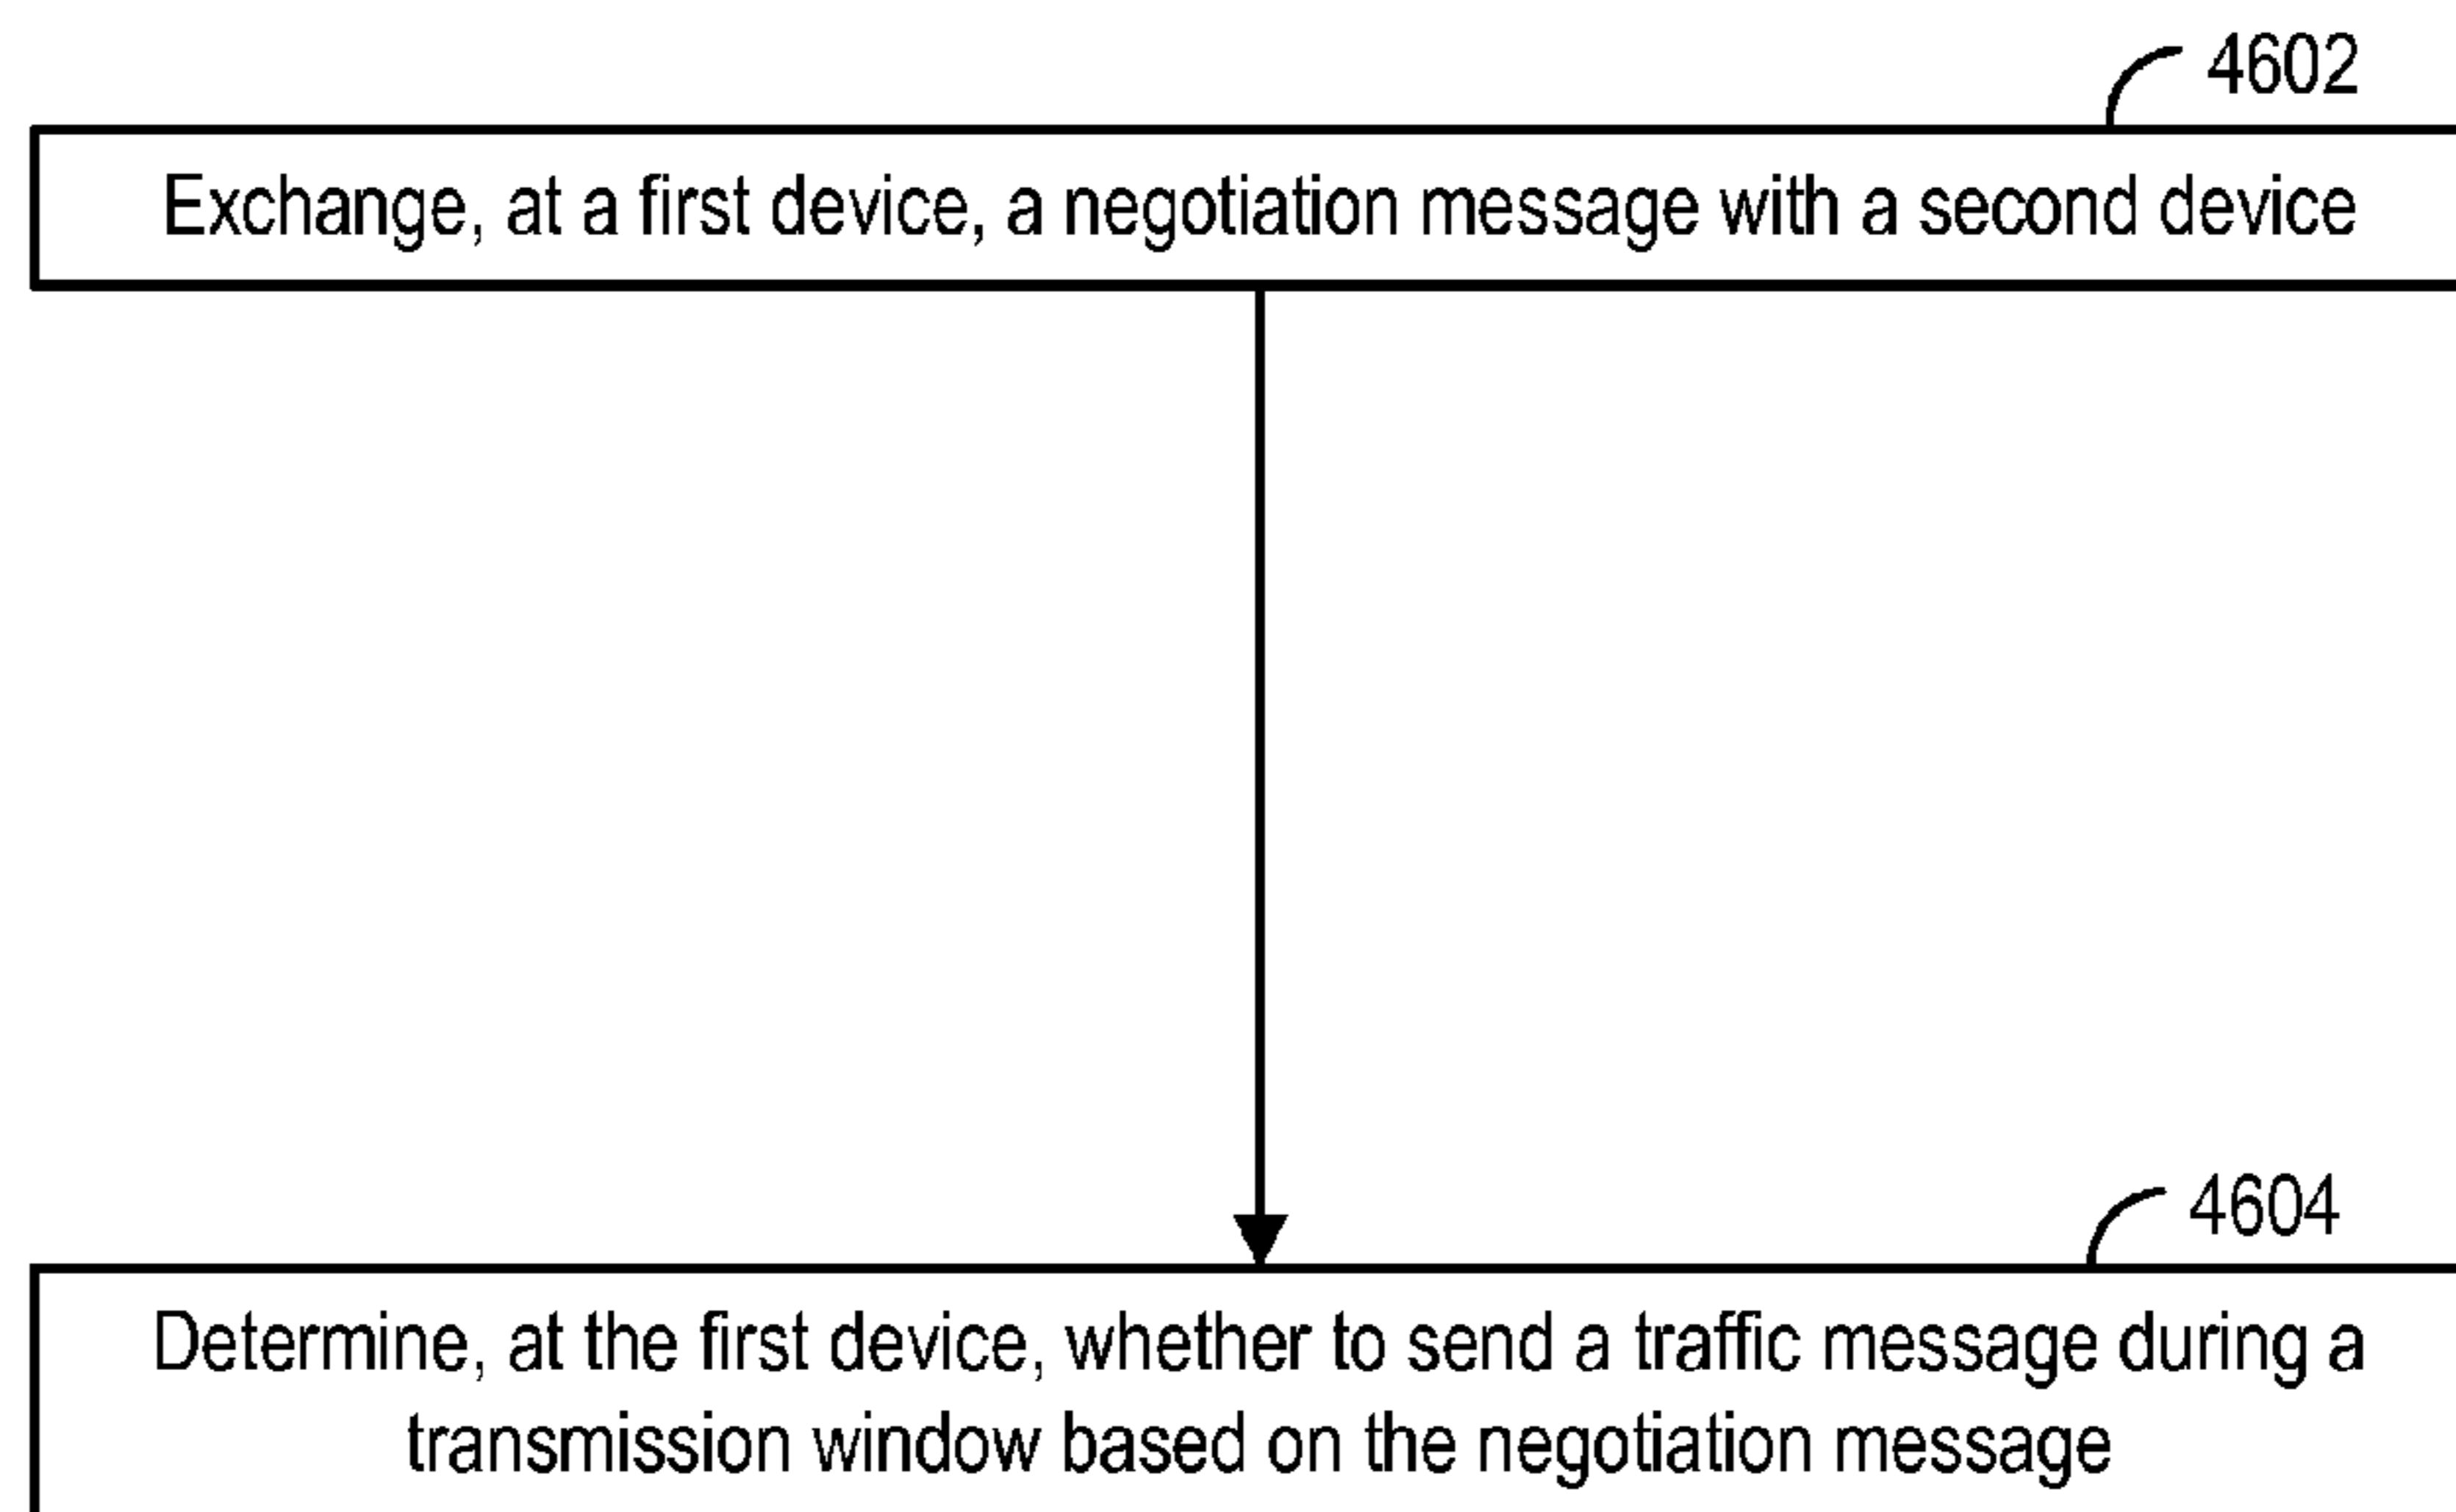 4602
Exchange, at a first device, a negotiation message with a second device
4604
Determine, at the first device, whether to send a traffic message during a
transmission window based on the negotiation message